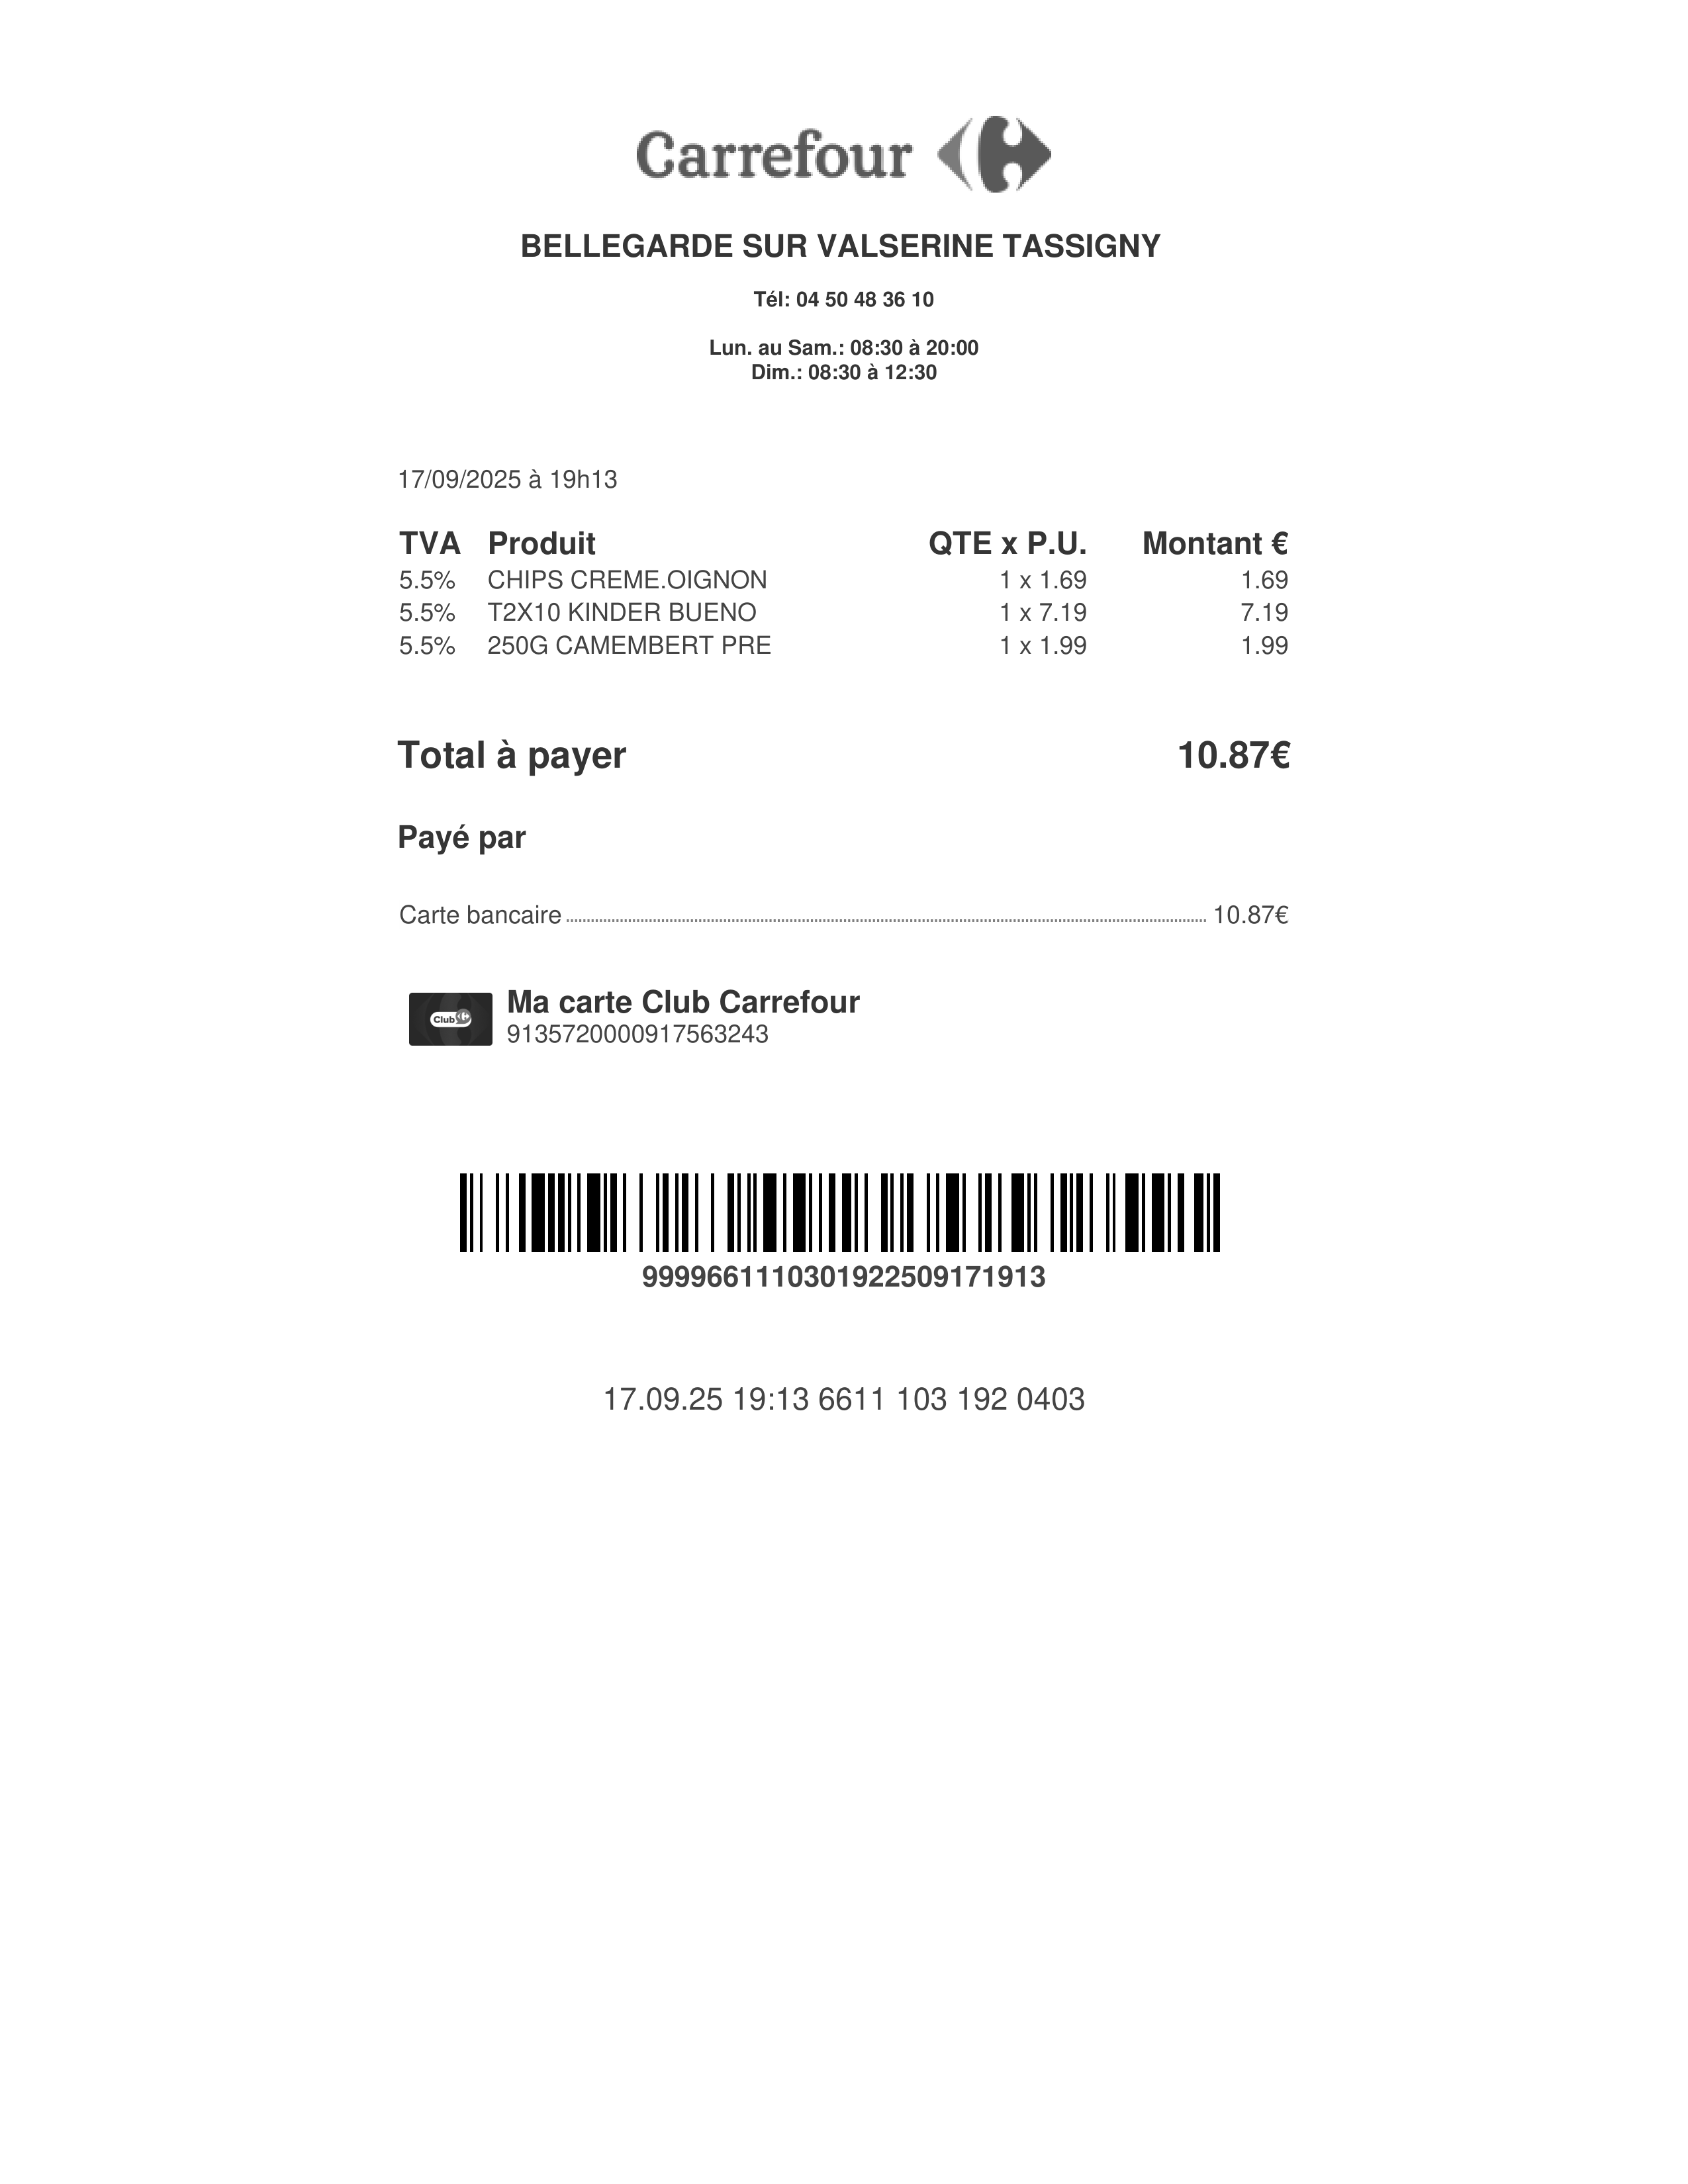 Carrefour
BELLEGARDE SUR VALSERINE TASSIGNY
Tél: 04 50 48 36 10
Lun. au Sam.: 08:30 à 20:00
Dim.: 08:30 à 12:30
17/09/2025 à 19h13
TVA Produit QTE x P.U. Montant €
5.5% CHIPS CREME.OIGNON 1 x 1.69 1.69
5.5% T2X10 KINDER BUENO 1 x 7.19 7.19
5.5% 250G CAMEMBERT PRE 1 x 1.99 1.99
Total à payer 10.87€
Payé par
Carte bancaire 10.87€
Club
Ma carte Club Carrefour
9135720000917563243
9999661110301922509171913
17.09.25 19:13 6611 103 192 0403